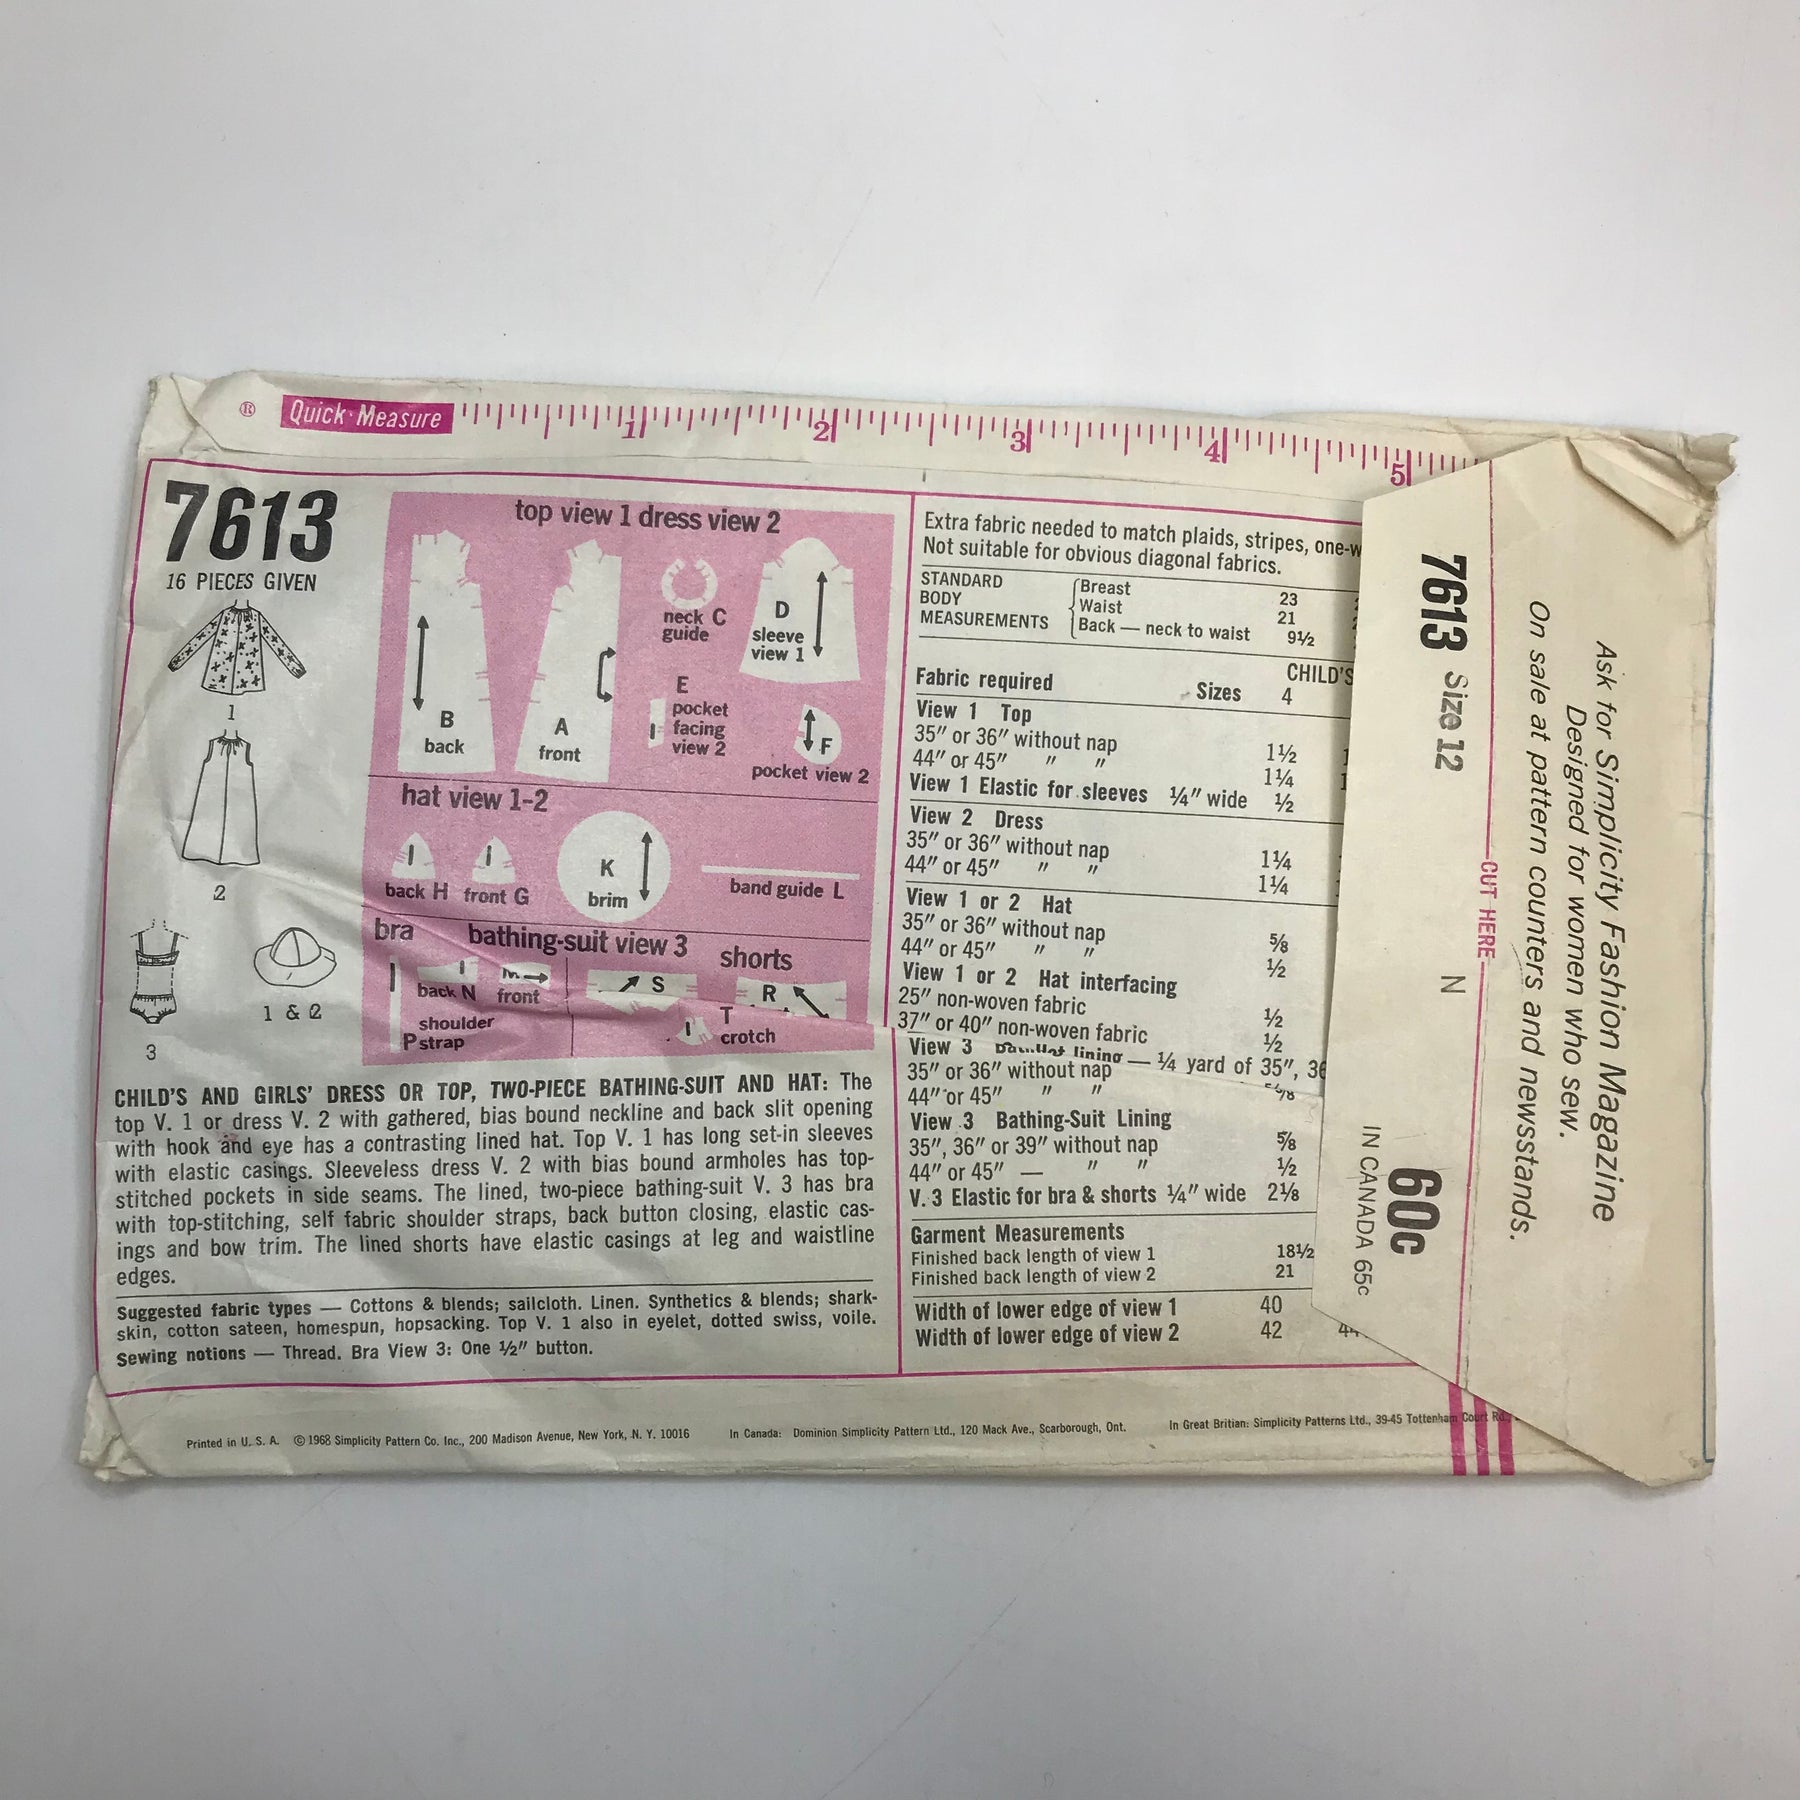 ® Quick·Measure
1 2 3 4 5
7613
16 PIECES GIVEN
1
2
3
1 & 2
top view 1 dress view 2
B
back
A
front
neck C
guide
D
sleeve
view 1
E
pocket
facing
view 2
F
pocket view 2
hat view 1-2
back H
front G
K
brim
band guide L
bra
bathing-suit view 3
shorts
back N
front
S
R
shoulder
P strap
T
crotch
CHILD'S AND GIRLS' DRESS OR TOP, TWO-PIECE BATHING-SUIT AND HAT: The
top V. 1 or dress V. 2 with gathered, bias bound neckline and back slit opening
with hook and eye has a contrasting lined hat. Top V. 1 has long set-in sleeves
with elastic casings. Sleeveless dress V. 2 with bias bound armholes has top-
stitched pockets in side seams. The lined, two-piece bathing-suit V. 3 has bra
with top-stitching, self fabric shoulder straps, back button closing, elastic cas-
ings and bow trim. The lined shorts have elastic casings at leg and waistline
edges.
Suggested fabric types — Cottons & blends; sailcloth. Linen. Synthetics & blends; shark-
skin, cotton sateen, homespun, hopsacking. Top V. 1 also in eyelet, dotted swiss, voile.
Sewing notions — Thread. Bra View 3: One ½" button.
Extra fabric needed to match plaids, stripes, one-w
Not suitable for obvious diagonal fabrics.
STANDARD
BODY
MEASUREMENTS
Breast 23
Waist 21
Back — neck to waist 9½
CHILD'S
Fabric required Sizes 4
View 1 Top
35" or 36" without nap 1½
44" or 45" " " 1¼
View 1 Elastic for sleeves ¼" wide ½
View 2 Dress
35" or 36" without nap 1¼
44" or 45" " " 1¼
View 1 or 2 Hat
35" or 36" without nap ⅝
44" or 45" " " ½
View 1 or 2 Hat interfacing
25" non-woven fabric ½
37" or 40" non-woven fabric ½
View 3 lining — ¼ yard of 35", 36
35" or 36" without nap
44" or 45" " "
View 3 Bathing-Suit Lining
35", 36" or 39" without nap ⅝
44" or 45" — " " ½
V. 3 Elastic for bra & shorts ¼" wide 2⅛
Garment Measurements
Finished back length of view 1 18½
Finished back length of view 2 21
Width of lower edge of view 1 40
Width of lower edge of view 2 42
Printed in U. S. A. © 1968 Simplicity Pattern Co. Inc., 200 Madison Avenue, New York, N. Y. 10016 In Canada: Dominion Simplicity Pattern Ltd., 120 Mack Ave., Scarborough, Ont. In Great Britian: Simplicity Patterns Ltd., 39-45 Tottenham Court Rd.,
7613 Size 12 N 60c
IN CANADA 65c
CUT HERE
Ask for Simplicity Fashion Magazine
Designed for women who sew.
On sale at pattern counters and newsstands.